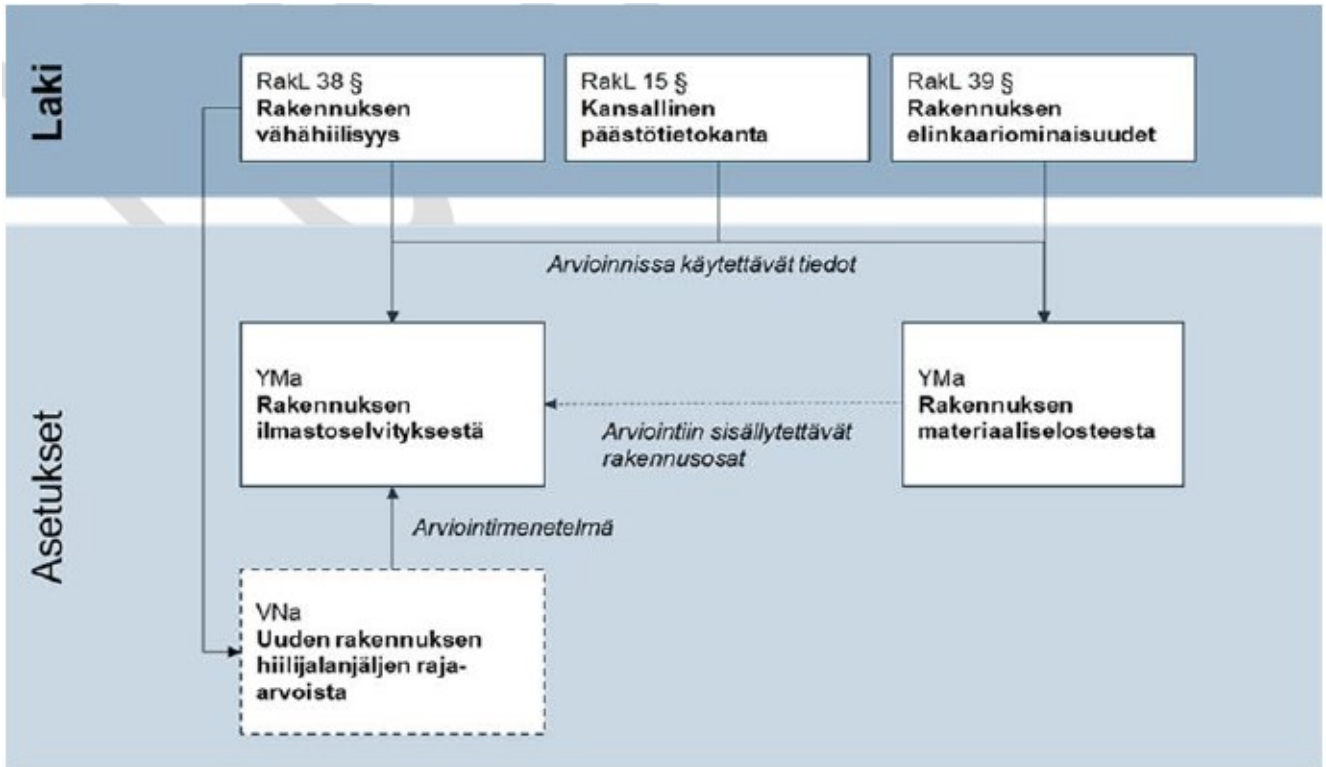 Laki
RakL 38 §
Rakennuksen
vähähiilisyys
RakL 15 §
Kansallinen
päästötietokanta
RakL 39 §
Rakennuksen
elinkaariominaisuudet
Asetukset
Arvioinnissa käytettävät tiedot
YMa
Rakennuksen
ilmastoselvityksestä
Arviointiin sisällytettävät
rakennusosat
YMa
Rakennuksen
materiaaliselosteesta
Arviointimenetelmä
VNa
Uuden rakennuksen
hiilijalanjäljen raja-
arvoista